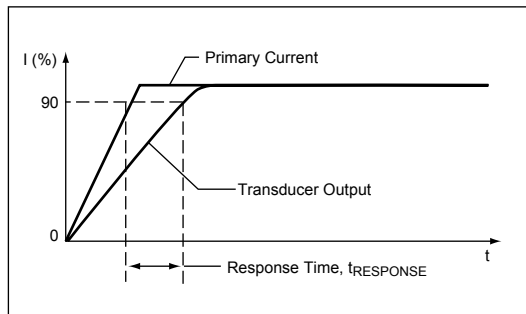 I (%)
Primary Current
90
Transducer Output
0
t
Response Time, tRESPONSE